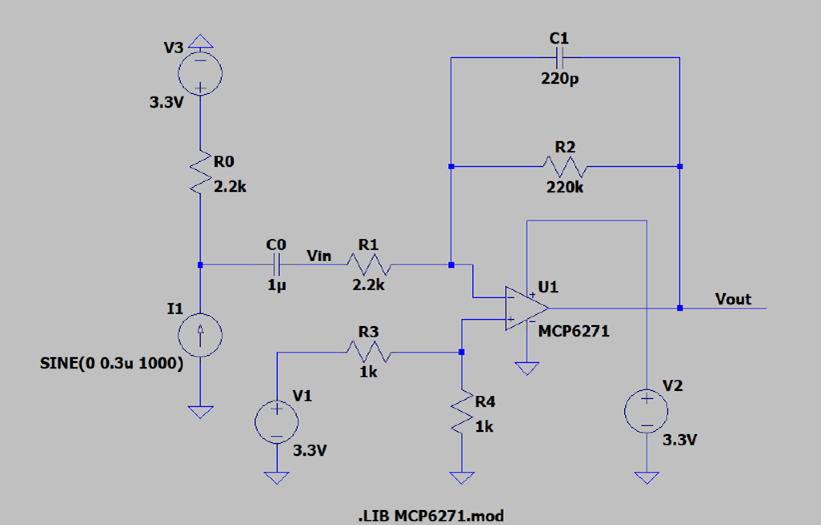 C1
220p
V3
3.3V
R2
220k
R0
2.2k
C0
1µ
Vin
R1
2.2k
U1
MCP6271
Vout
I1
SINE(0 0.3u 1000)
R3
1k
V1
3.3V
R4
1k
V2
3.3V
.LIB MCP6271.mod